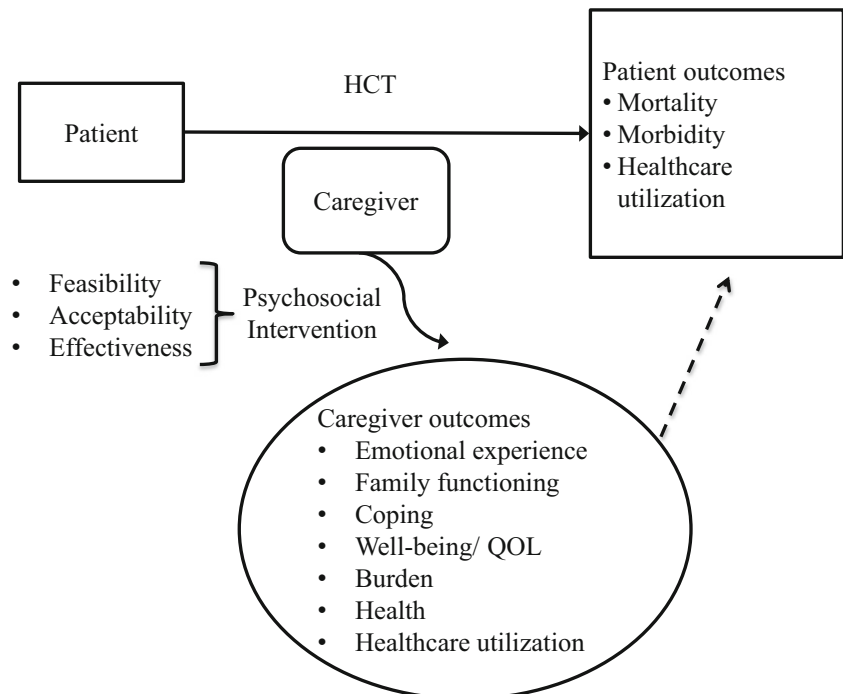 HCT
Patient
Patient outcomes
• Mortality
• Morbidity
• Healthcare
utilization
Caregiver
• Feasibility
• Acceptability
• Effectiveness
Psychosocial
Intervention
Caregiver outcomes
• Emotional experience
• Family functioning
• Coping
• Well-being/ QOL
• Burden
• Health
• Healthcare utilization